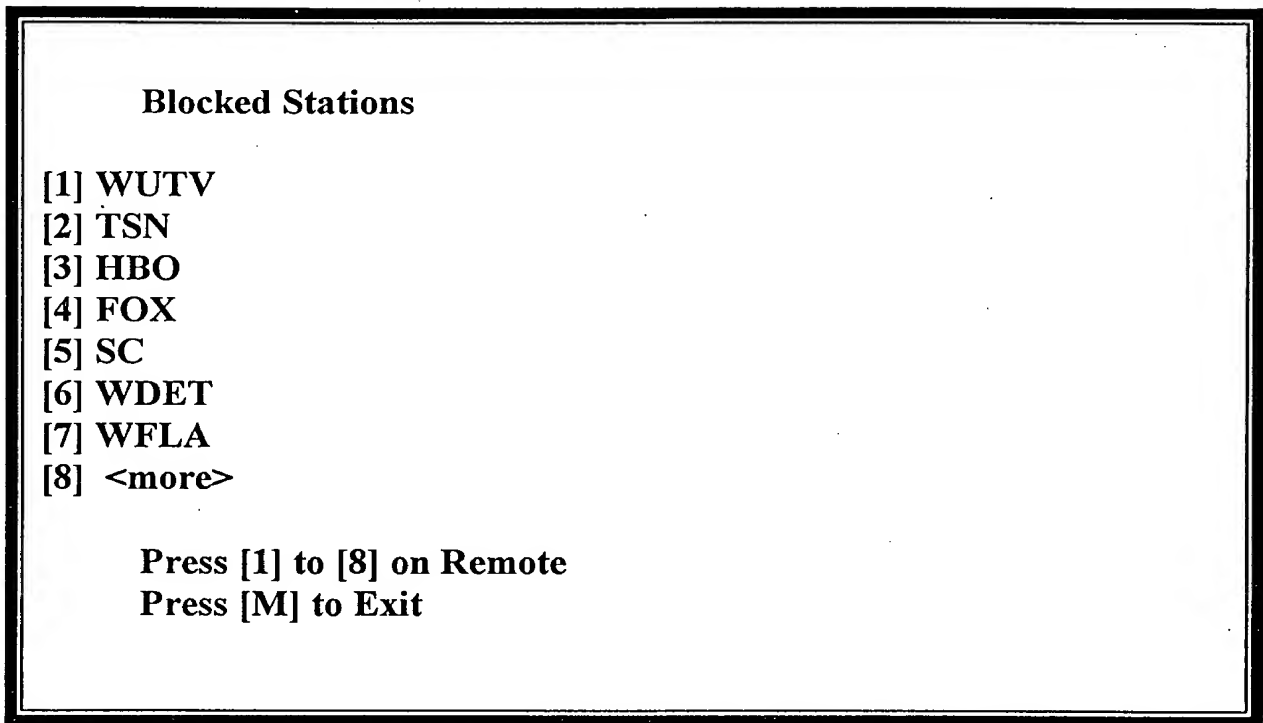 Blocked Stations
[1] WUTV
[2] TSN
[3] HBO
[4] FOX
[5] SC
[6] WDET
[7] WFLA
[8] <more>
Press [1] to [8] on Remote
Press [M] to Exit